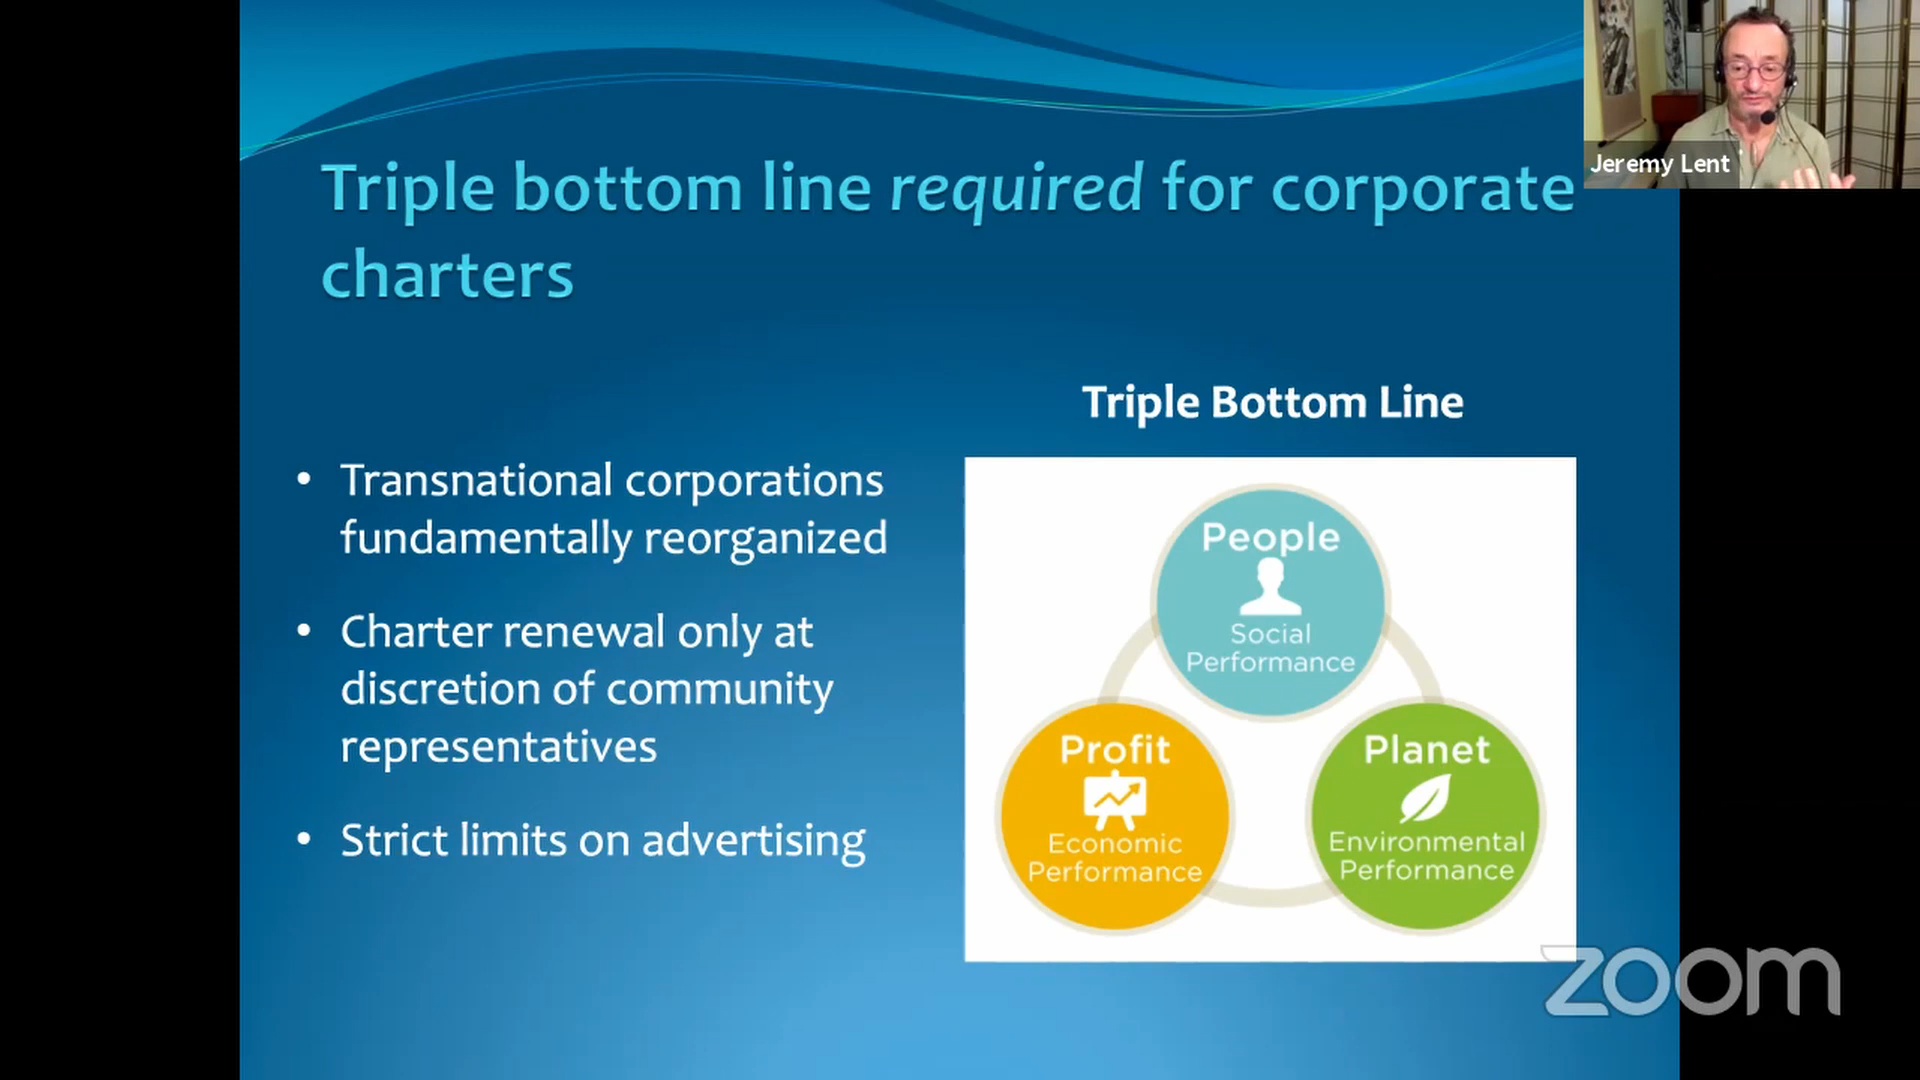 Triple bottom line required for corporate
charters
Jeremy Lent
Triple Bottom Line
• Transnational corporations
fundamentally reorganized
• Charter renewal only at
discretion of community
representatives
• Strict limits on advertising
People
Social
Performance
Profit
Economic
Performance
Planet
Environmental
Performance
zoom